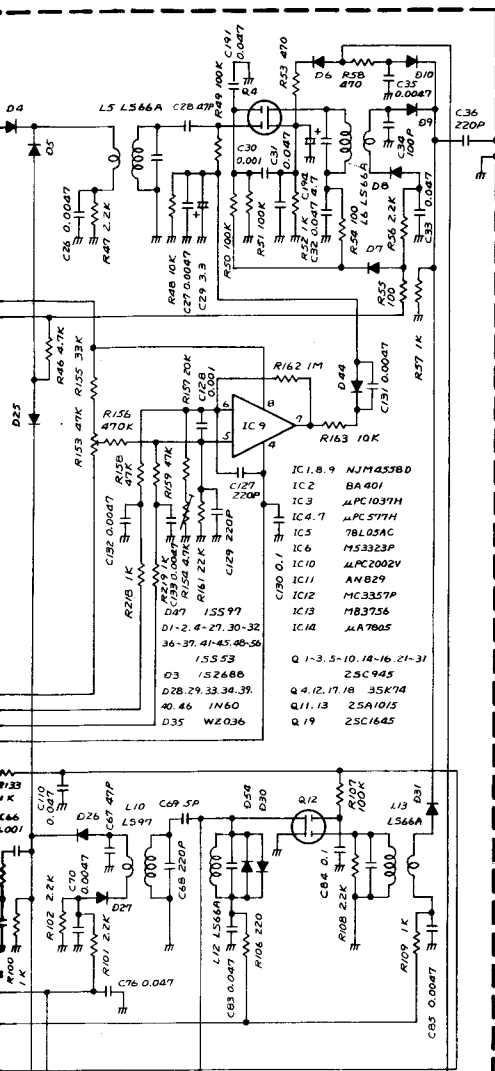 C191
0.047
Q4
R53 470
D6
R58
470
C35
0.0047
D10
D4
L5 LS66A
C28 47P
R49 100K
D9
C36
220P
D5
C30
0.001
C31
0.047
C194
4.7
C34
100P
D8
C26 0.0047
R47 2.2K
R48 10K
C27 0.0047
C29 3.3
R50 100K
R51 100K
R52 1K
C32 0.047
R54 100
L6 LS66A
R56 2.2K
C33
0.047
D7
R55
100
R57 1K
R46 4.7K
R155 33K
D25
R153 47K
R156
470K
R157 20K
C128
0.001
R162 1M
D44
C131 0.0047
6
8
IC9
7
5
4
R163 10K
R158
47K
R159 47K
C127
220P
C132 0.0047
R218 1K
R219 1K
C133 0.0047
R154 4.7K
R161 22K
C129 220P
C130 0.1
IC1.8.9 NJM4558D
IC2 BA401
IC3 μPC1037H
IC4.7 μPC577H
IC5 78L05AC
IC6 M53323P
IC10 μPC2002V
IC11 AN829
IC12 MC3357P
IC13 MB3756
IC14 μA7805
D47 1SS97
D1-2.4-27.30-32
36-37.41-45.48-56
1SS53
D3 1S2688
D28.29.33.34.39.
40.46 1N60
D35 WZ036
Q1-3.5-10.14-16.21-31
2SC945
Q4.12.17.18 3SK74
Q11.13 2SA1015
Q19 2SC1645
R133
1K
C66
.001
C110
0.047
D26
C67 47P
L10
LS97
C69 5P
D54
D30
Q12
R107
100K
L13
LS66A
D31
R100
1K
R102 2.2K
C70
0.0047
D27
R101 2.2K
C68 220P
L12 LS66A
C83 0.047
R106 220
C84 0.1
R108 2.2K
R109 1K
C85 0.0047
C76 0.047